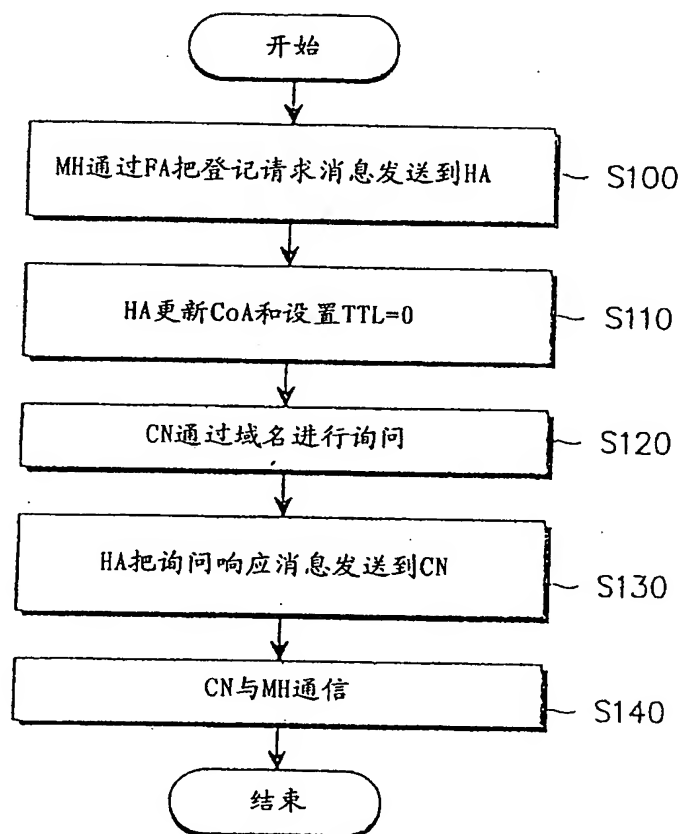 开始
MH通过FA把登记请求消息发送到HA
S100
HA更新CoA和设置TTL=0
S110
CN通过域名进行询问
S120
HA把询问响应消息发送到CN
S130
CN与MH通信
S140
结束